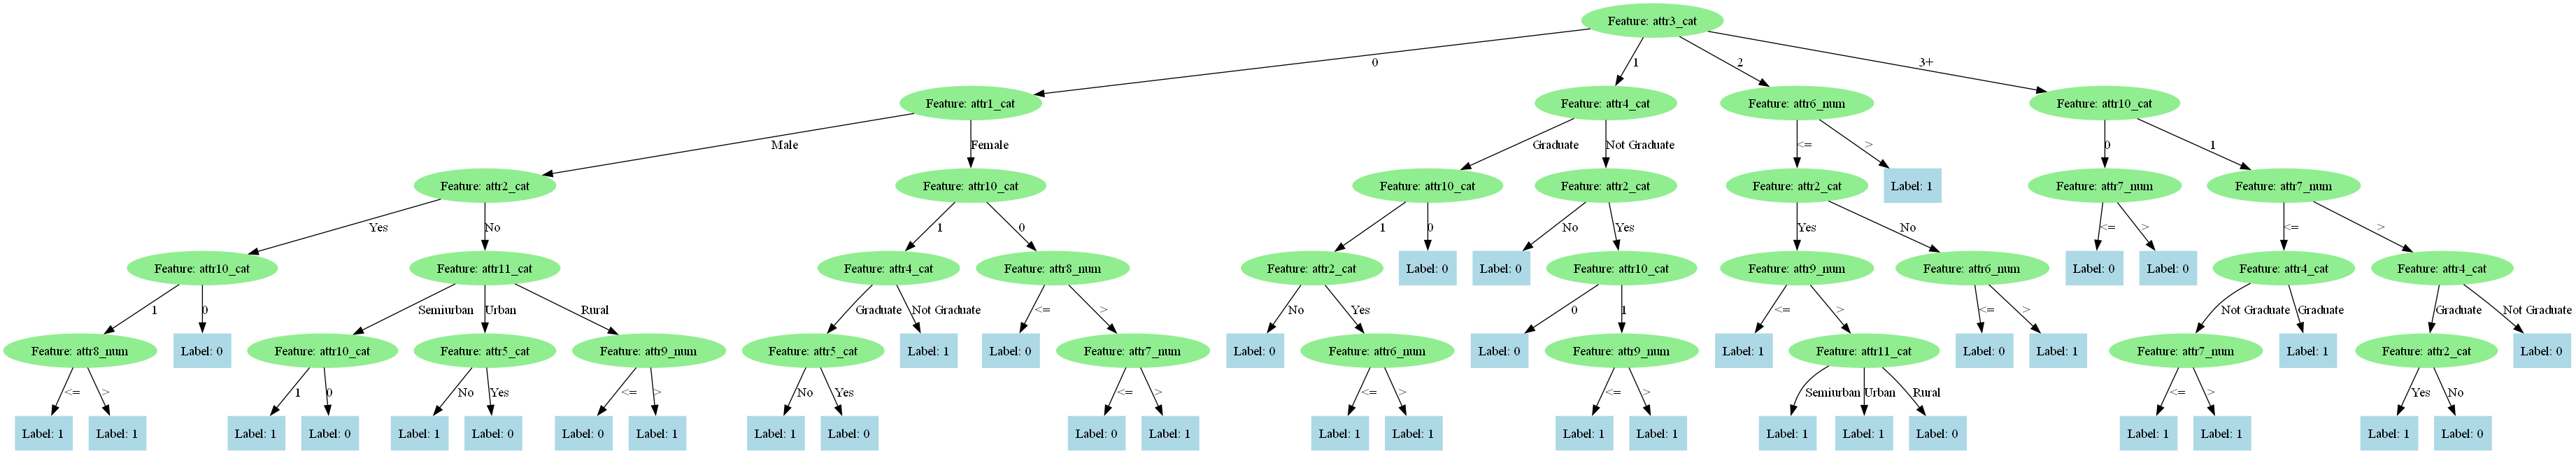 Feature: attr3_cat
0
1
2
3+
Feature: attr1_cat
Feature: attr4_cat
Feature: attr6_num
Feature: attr10_cat
Male
Female
Graduate
Not Graduate
<=
>
0
1
Feature: attr2_cat
Feature: attr10_cat
Feature: attr10_cat
Feature: attr2_cat
Feature: attr2_cat
Label: 1
Feature: attr7_num
Feature: attr7_num
Yes
No
1
0
1
0
No
Yes
Yes
No
<=
>
<=
>
Feature: attr10_cat
Feature: attr11_cat
Feature: attr4_cat
Feature: attr8_num
Feature: attr2_cat
Label: 0
Label: 0
Feature: attr10_cat
Feature: attr9_num
Feature: attr6_num
Label: 0
Label: 0
Feature: attr4_cat
Feature: attr4_cat
1
0
Semiurban
Urban
Rural
Graduate
Not Graduate
<=
>
No
Yes
0
1
<=
>
<=
>
Not Graduate
Graduate
Graduate
Not Graduate
Feature: attr8_num
Label: 0
Feature: attr10_cat
Feature: attr5_cat
Feature: attr9_num
Feature: attr5_cat
Label: 1
Label: 0
Feature: attr7_num
Label: 0
Feature: attr6_num
Label: 0
Feature: attr9_num
Label: 1
Feature: attr11_cat
Label: 0
Label: 1
Feature: attr7_num
Label: 1
Feature: attr2_cat
Label: 0
<=
>
1
0
No
Yes
<=
>
No
Yes
<=
>
<=
>
<=
>
Semiurban
Urban
Rural
<=
>
Yes
No
Label: 1
Label: 1
Label: 1
Label: 0
Label: 1
Label: 0
Label: 0
Label: 1
Label: 1
Label: 0
Label: 0
Label: 1
Label: 1
Label: 1
Label: 1
Label: 1
Label: 1
Label: 1
Label: 0
Label: 1
Label: 1
Label: 1
Label: 0